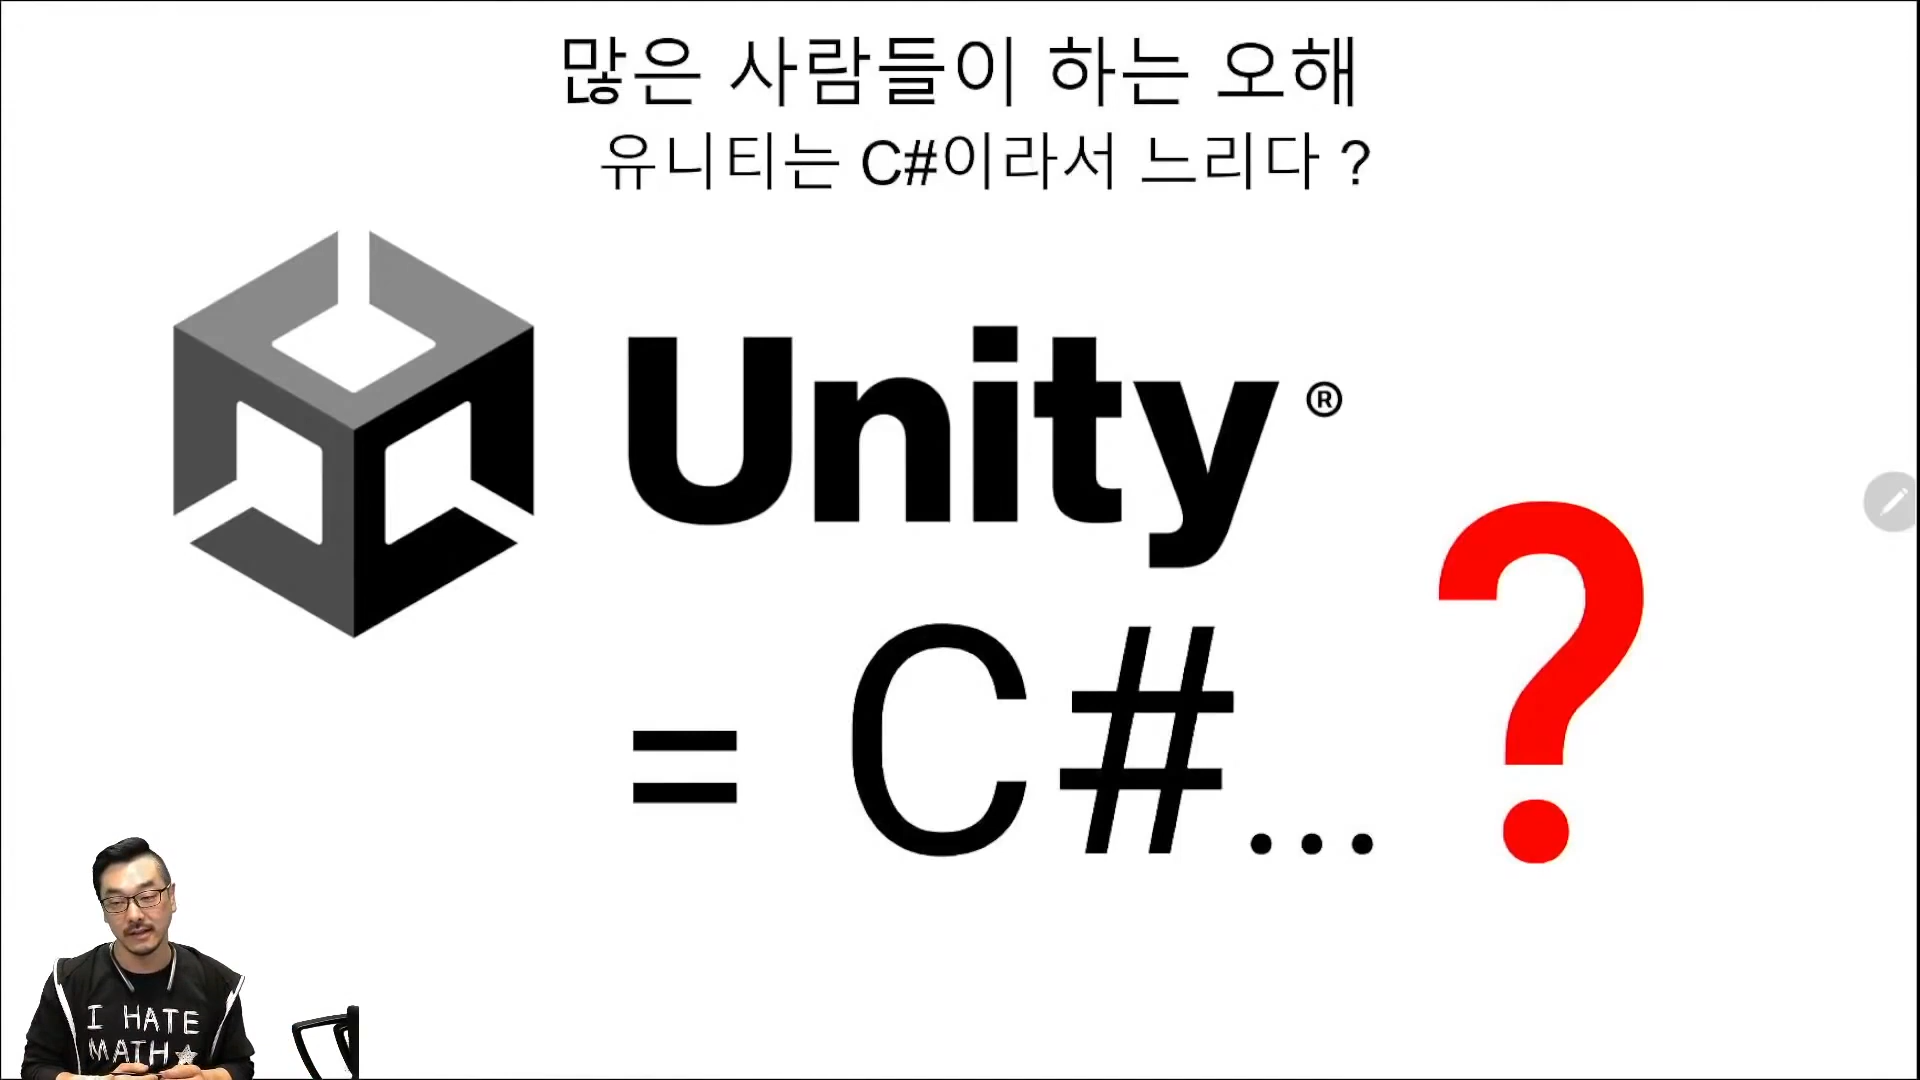 많은 사람들이 하는 오해
유니티는 C#이라서 느리다 ?
Unity®
= C#... ?
I HATE
MATH